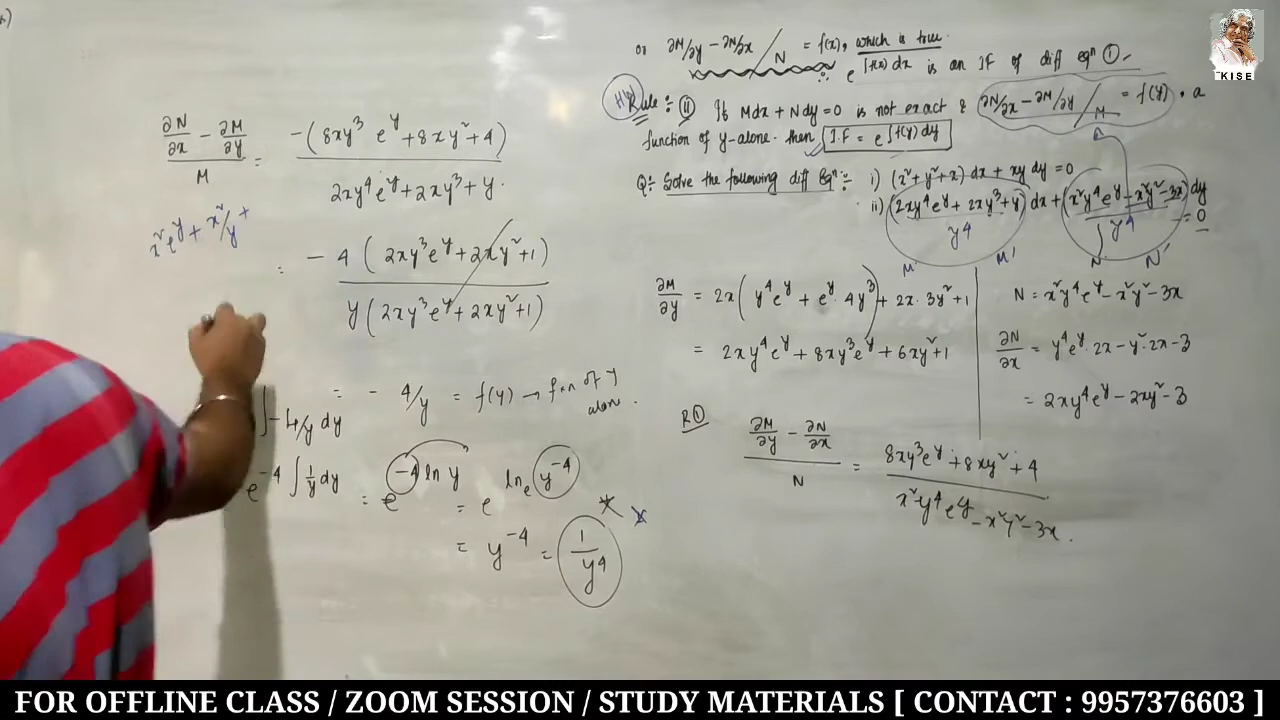 or ∂M/∂y - ∂N/∂x / N = f(x), which is true.
∴ e^∫f(x)dx is an IF of diff eqⁿ ①.
H/W
Rule :- ⑪ If Mdx + Ndy = 0 is not exact & ∂N/∂x - ∂M/∂y / M = f(y), a
function of y-alone then I.F = e^∫f(y)dy
Q:- Solve the following diff Eqⁿ :- i) (x²+y²+x)dx + xy dy = 0
ii) (2xy⁴e^y + 2xy³ + y) dx + (x²y⁴e^y - x²y² - 3x)dy = 0
y⁴ y⁴
M M' N N'
∂M/∂y = 2x(y⁴e^y + e^y·4y³) + 2x·3y² + 1
= 2xy⁴e^y + 8xy³e^y + 6xy² + 1
N = x²y⁴e^y - x²y² - 3x
∂N/∂x = y⁴e^y·2x - y²·2x - 3
= 2xy⁴e^y - 2xy² - 3
R① (∂M/∂y - ∂N/∂x) / N = (8xy³e^y + 8xy² + 4) / (x²y⁴e^y - x²y² - 3x).
(∂N/∂x - ∂M/∂y) / M = -(8xy³e^y + 8xy² + 4) / (2xy⁴e^y + 2xy³ + y).
x²e^y + x²/y +
= -4(2xy³e^y + 2xy² + 1) / y(2xy³e^y + 2xy² + 1)
= -4/y = f(y) → fxn of y
alone.
∫-4/y dy
e^-4∫1/y dy = e^-4 ln y = e^ln_e y⁻⁴
= y⁻⁴ = 1/y⁴
KISE
FOR OFFLINE CLASS / ZOOM SESSION / STUDY MATERIALS [ CONTACT : 9957376603 ]